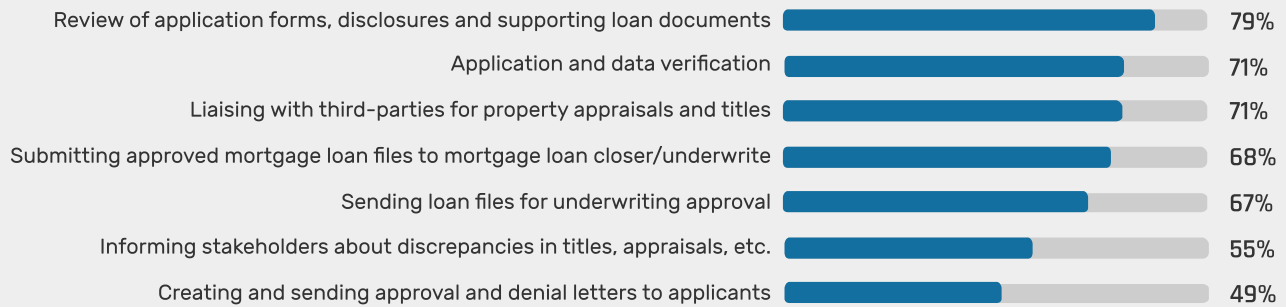 Review of application forms, disclosures and supporting loan documents 79%
Application and data verification 71%
Liaising with third-parties for property appraisals and titles 71%
Submitting approved mortgage loan files to mortgage loan closer/underwrite 68%
Sending loan files for underwriting approval 67%
Informing stakeholders about discrepancies in titles, appraisals, etc. 55%
Creating and sending approval and denial letters to applicants 49%